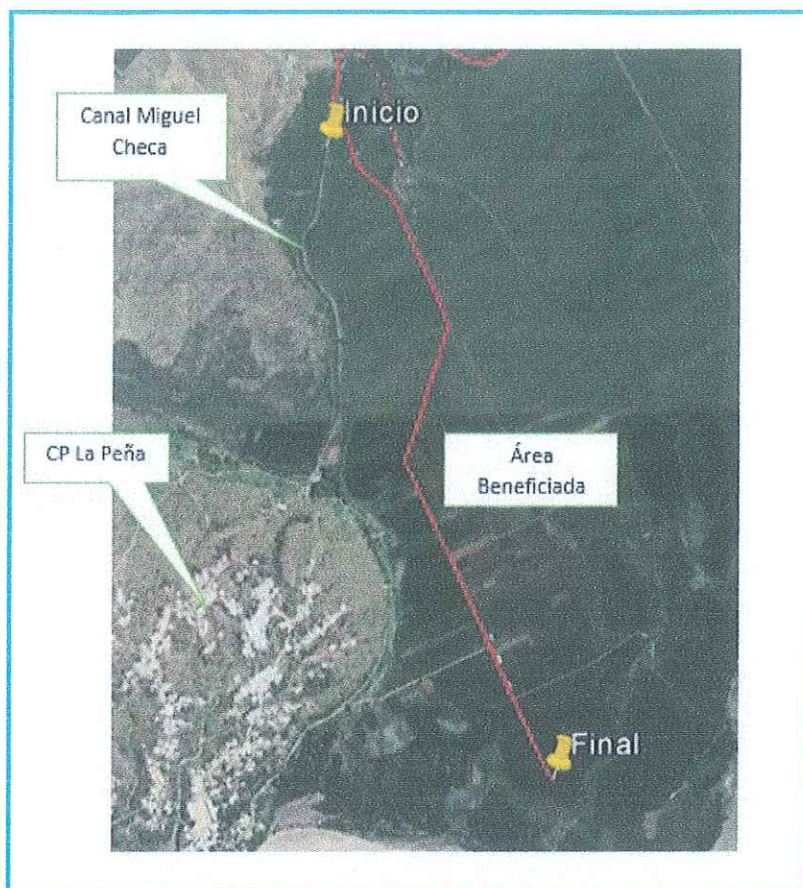 Inicio
Canal Miguel
Checa
CP La Peña
Área
Beneficiada
Final